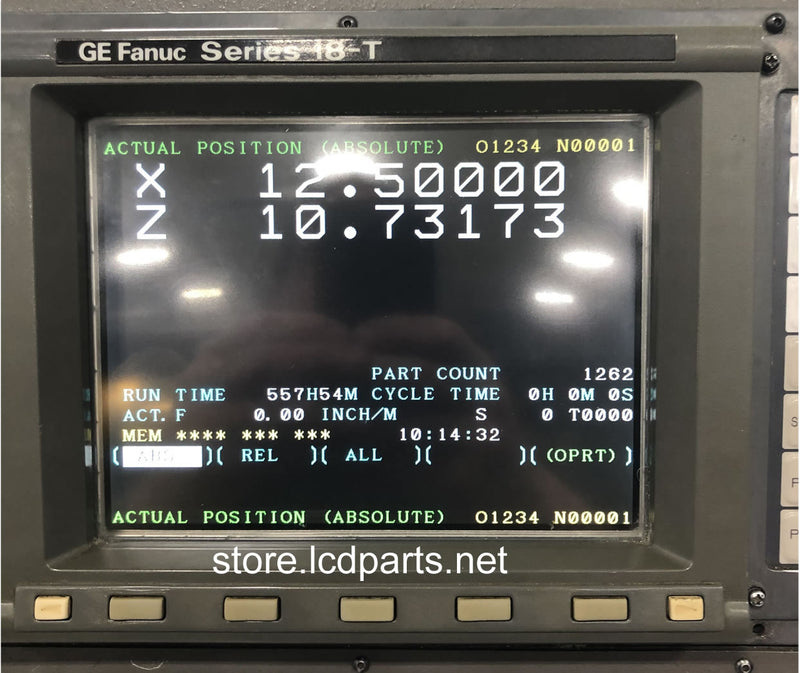 GE Fanuc Series 18-T
ACTUAL POSITION (ABSOLUTE) O1234 N00001
X 12.50000
Z 10.73173
PART COUNT 1262
RUN TIME 557H54M CYCLE TIME 0H 0M 0S
ACT. F 0.00 INCH/M S 0 T0000
MEM **** *** ***  10:14:32
( ABS )( REL )( ALL )( )( (OPRT) )
ACTUAL POSITION (ABSOLUTE) O1234 N00001
store.lcdparts.net
S
F
P